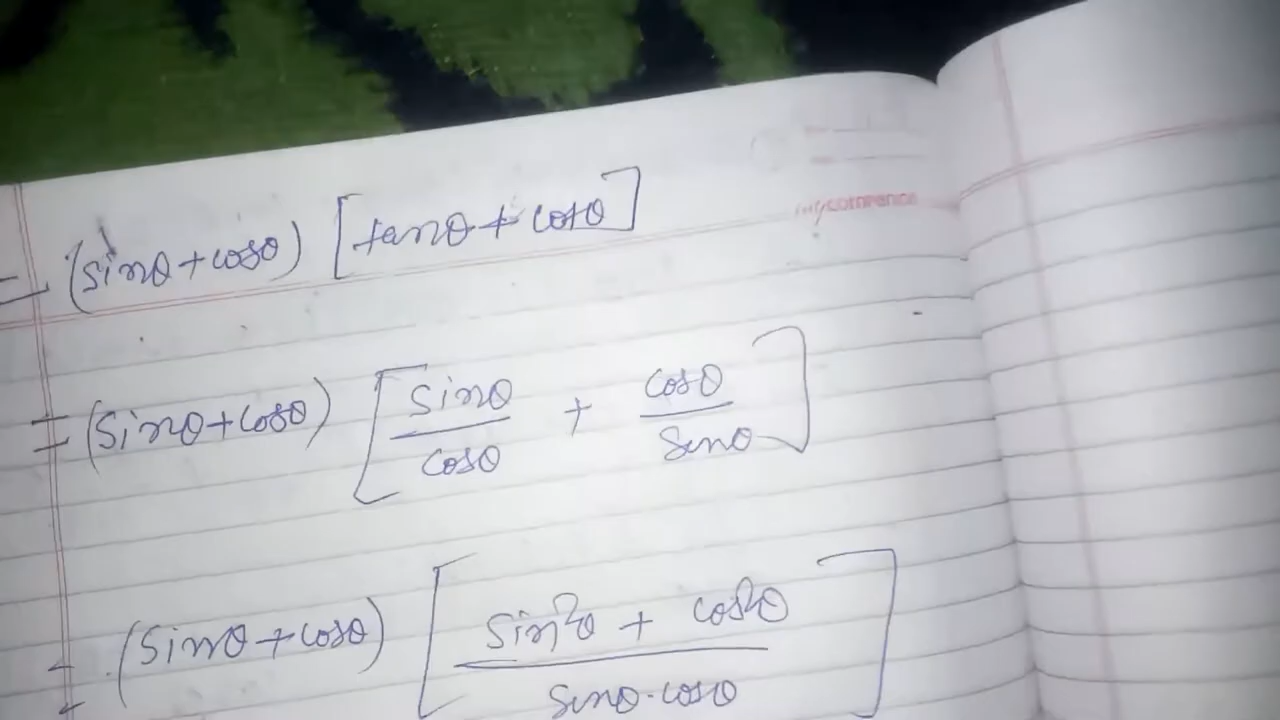 = (sinθ+cosθ) [tanθ + cotθ]
= (sinθ+cosθ) [sinθ/cosθ + cosθ/sinθ]
= (sinθ+cosθ) [sin²θ + cos²θ/sinθ·cosθ]